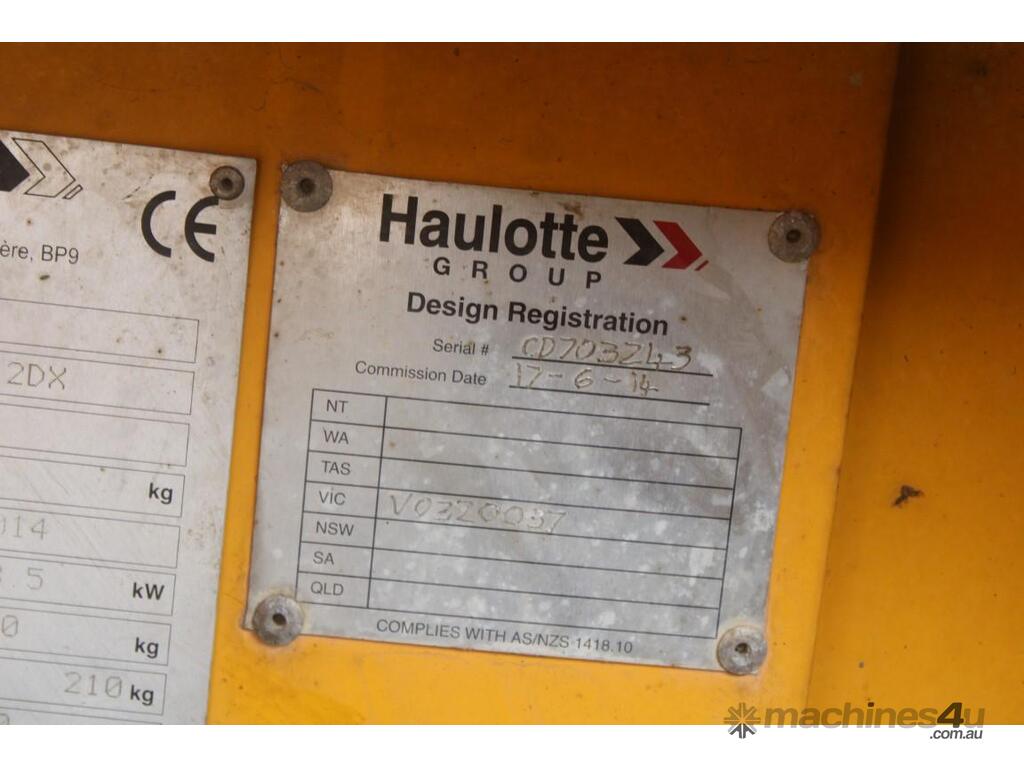 CE
ère, BP9
2DX
kg
014
.5
kW
0
kg
210 kg
Haulotte
GROUP
Design Registration
Serial # CD703243
Commission Date 17-6-14
NT
WA
TAS
VIC V0320037
NSW
SA
QLD
COMPLIES WITH AS/NZS 1418.10
machines4u
.com.au